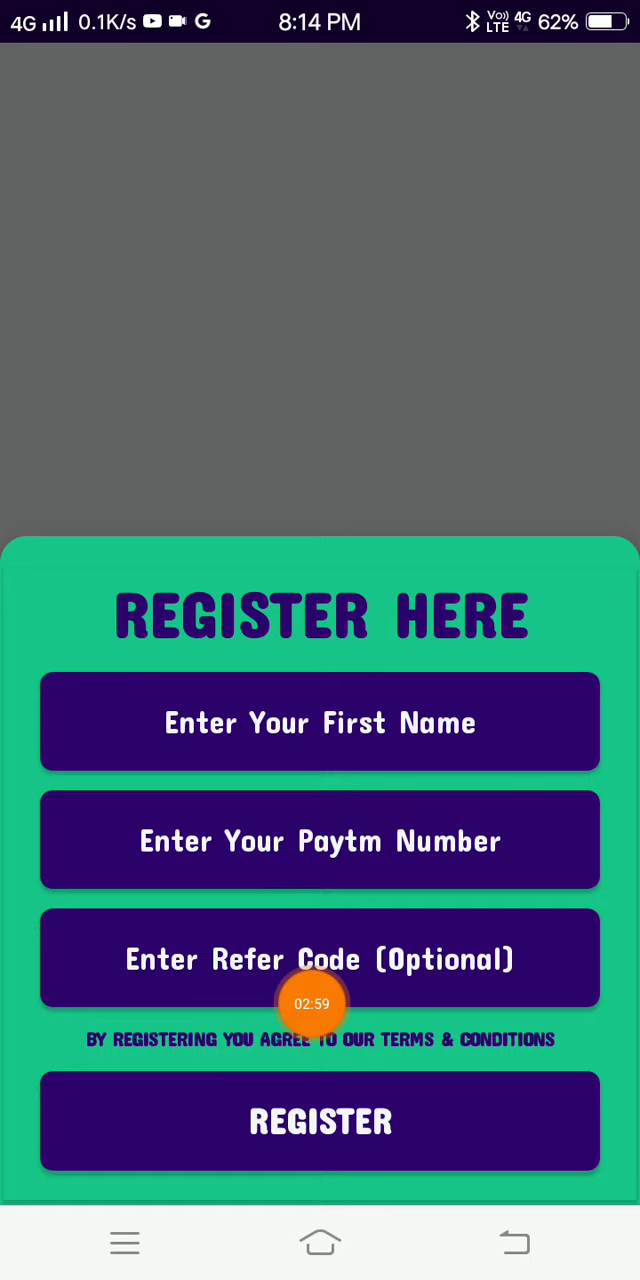 4G 0.1K/s G 8:14 PM Vo)) LTE 4G 62%
REGISTER HERE
Enter Your First Name
Enter Your Paytm Number
Enter Refer Code (Optional)
02:59
BY REGISTERING YOU AGREE TO OUR TERMS & CONDITIONS
REGISTER